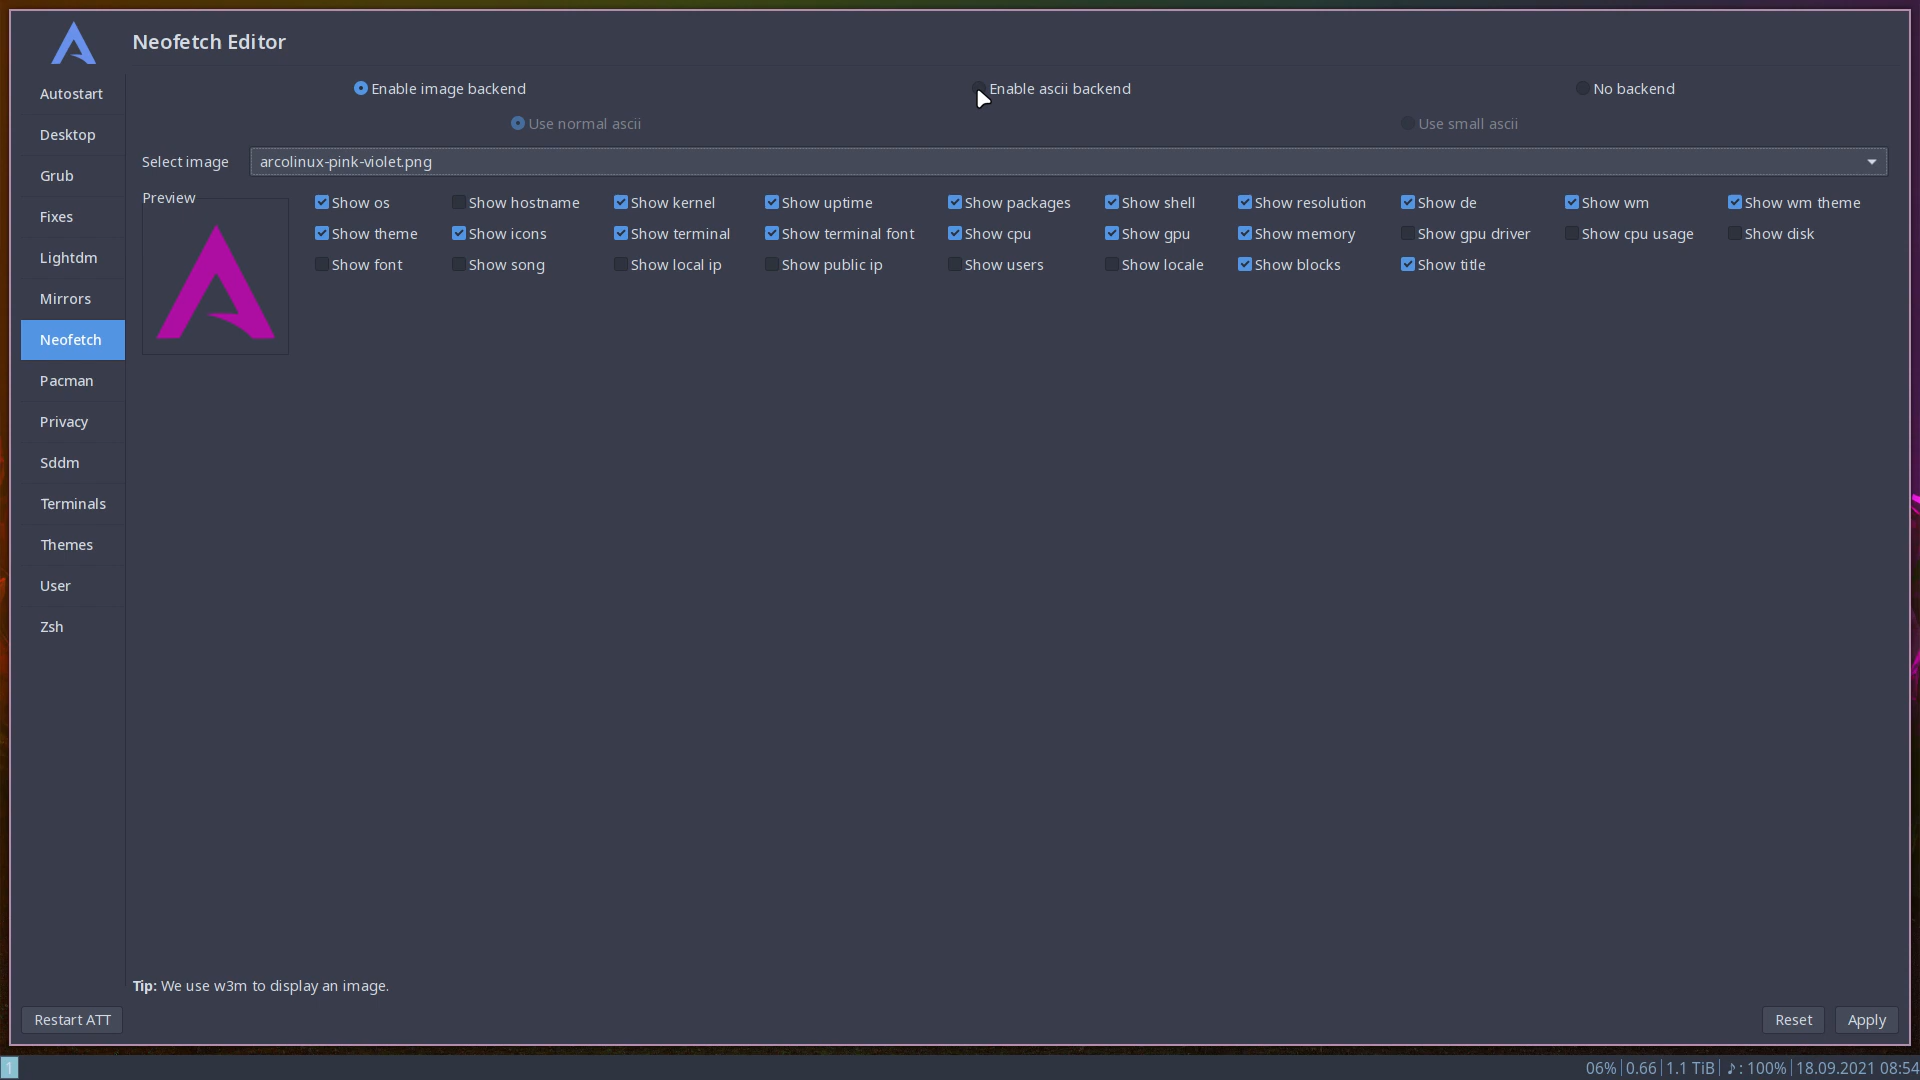 Neofetch Editor
Autostart
Desktop
Grub
Fixes
Lightdm
Mirrors
Neofetch
Pacman
Privacy
Sddm
Terminals
Themes
User
Zsh
Enable image backend Enable ascii backend No backend
Use normal ascii Use small ascii
Select image arcolinux-pink-violet.png
Preview
Show os Show hostname Show kernel Show uptime Show packages Show shell Show resolution Show de Show wm Show wm theme
Show theme Show icons Show terminal Show terminal font Show cpu Show gpu Show memory Show gpu driver Show cpu usage Show disk
Show font Show song Show local ip Show public ip Show users Show locale Show blocks Show title
Tip: We use w3m to display an image.
Restart ATT Reset Apply
1 06% | 0.66 | 1.1 TiB | ♪: 100% | 18.09.2021 08:54